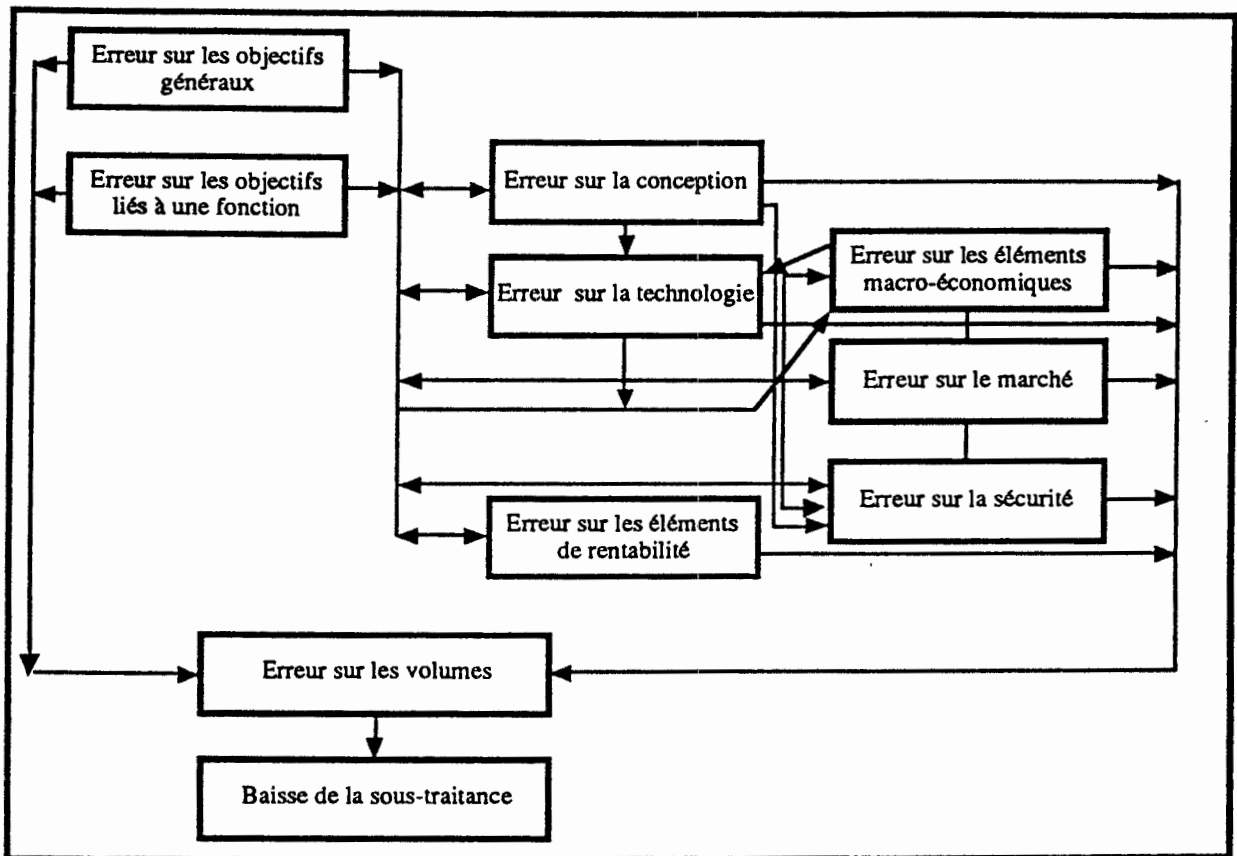 Erreur sur les objectifs
généraux
Erreur sur les objectifs
liés à une fonction
Erreur sur la conception
Erreur sur la technologie
Erreur sur les éléments
macro-économiques
Erreur sur le marché
Erreur sur la sécurité
Erreur sur les éléments
de rentabilité
Erreur sur les volumes
Baisse de la sous-traitance